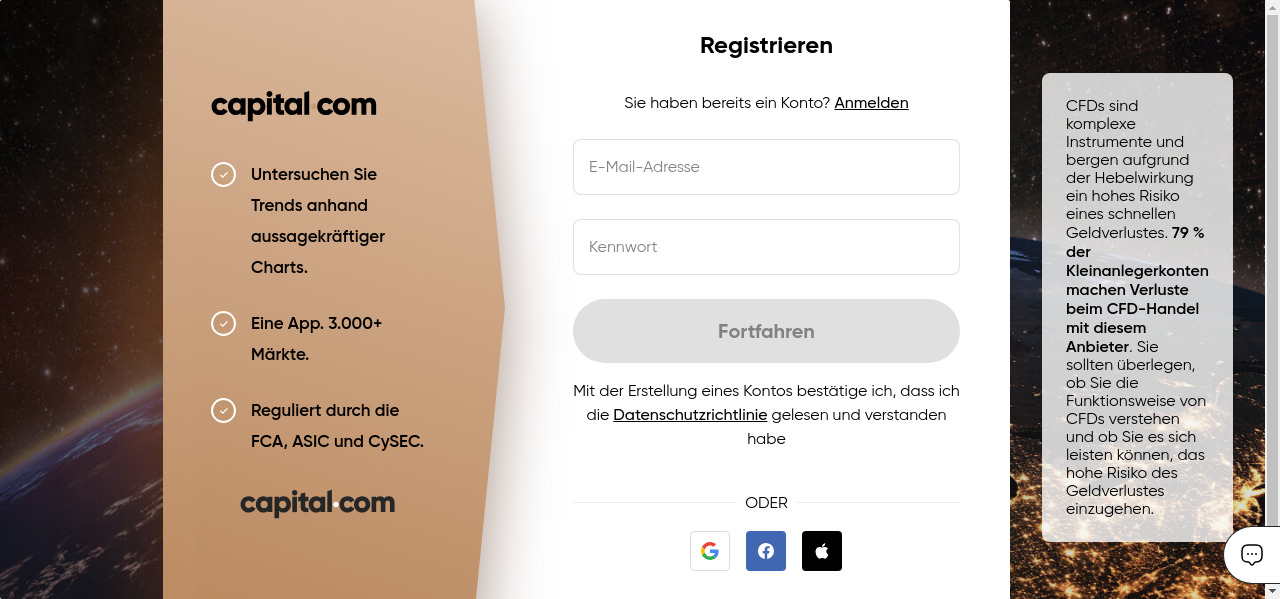 capital com
Untersuchen Sie
Trends anhand
aussagekräftiger
Charts.
Eine App. 3.000+
Märkte.
Reguliert durch die
FCA, ASIC und CySEC.
capital com
Registrieren
Sie haben bereits ein Konto? Anmelden
E-Mail-Adresse
Kennwort
Fortfahren
Mit der Erstellung eines Kontos bestätige ich, dass ich
die Datenschutzrichtlinie gelesen und verstanden
habe
ODER
CFDs sind
komplexe
Instrumente und
bergen aufgrund
der Hebelwirkung
ein hohes Risiko
eines schnellen
Geldverlustes. 79 %
der
Kleinanlegerkonten
machen Verluste
beim CFD-Handel
mit diesem
Anbieter. Sie
sollten überlegen,
ob Sie die
Funktionsweise von
CFDs verstehen
und ob Sie es sich
leisten können, das
hohe Risiko des
Geldverlustes
einzugehen.